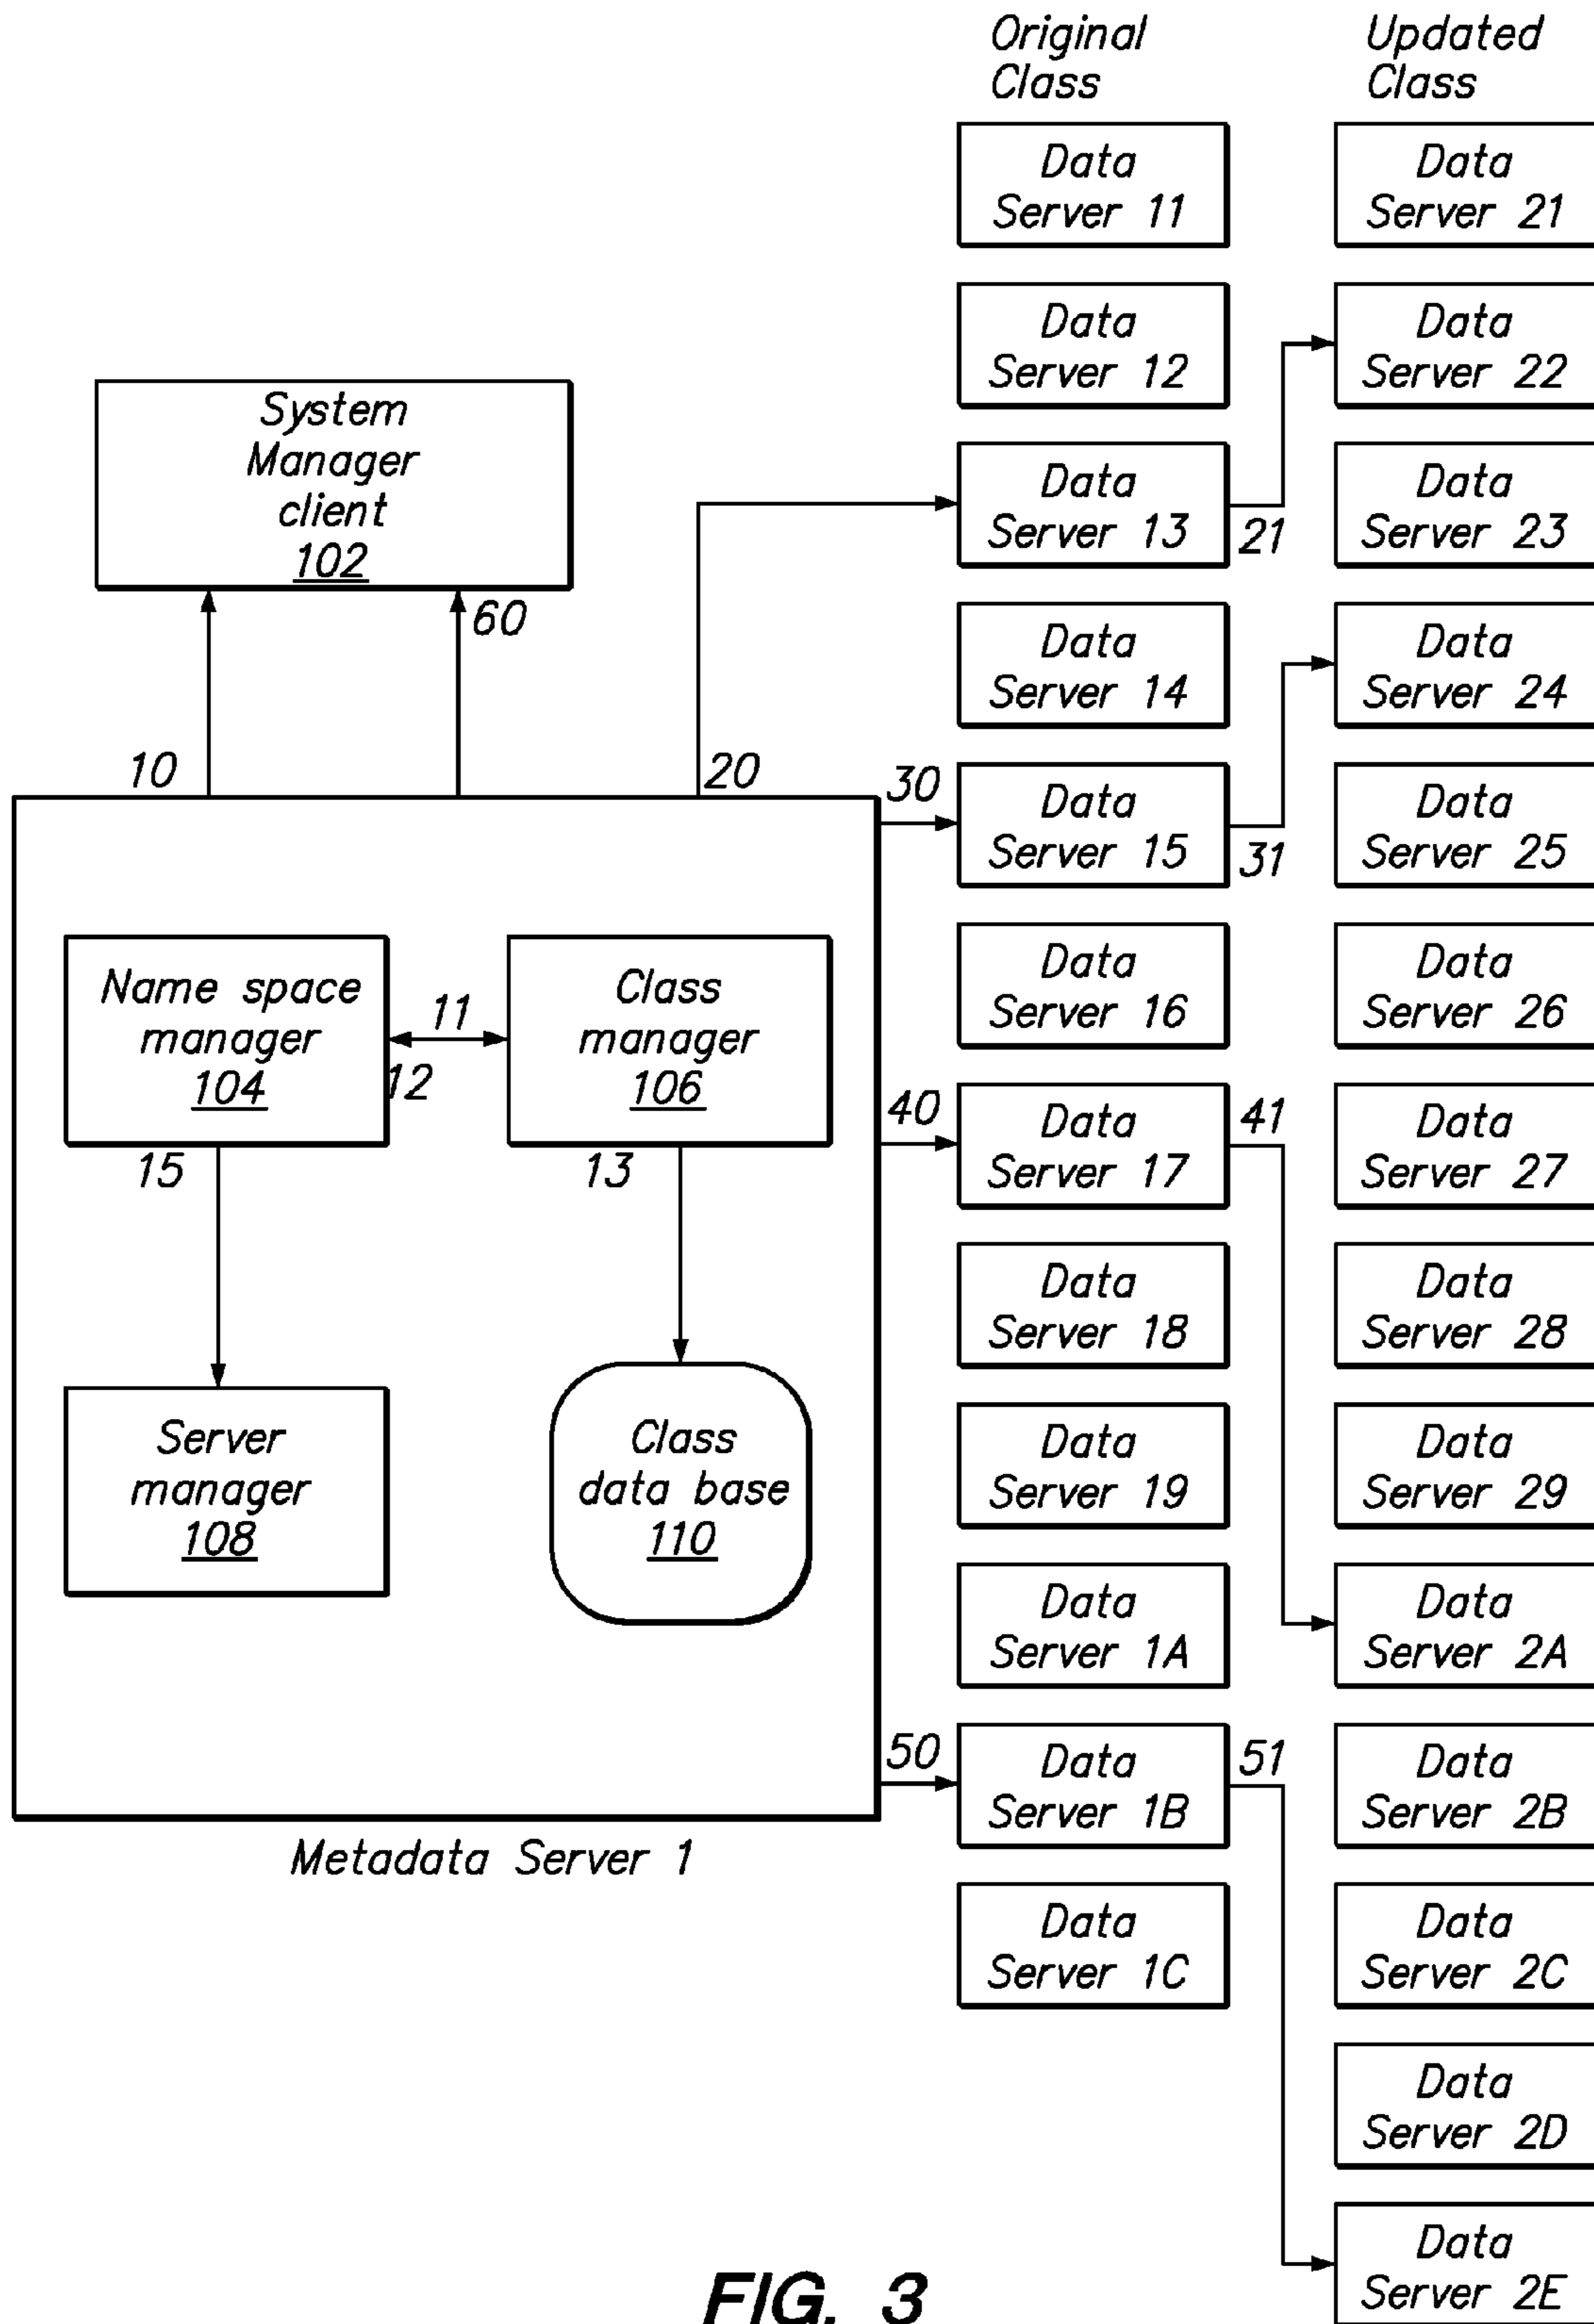 Original
Class
Updated
Class
Data
Server 11
Data
Server 21
Data
Server 12
Data
Server 22
System
Manager
client
102
Data
Server 13
21
Data
Server 23
60
Data
Server 14
Data
Server 24
10
20
30
Data
Server 15
31
Data
Server 25
Name space
manager
104
11
12
Class
manager
106
Data
Server 16
Data
Server 26
15
13
40
Data
Server 17
41
Data
Server 27
Data
Server 18
Data
Server 28
Server
manager
108
Class
data base
110
Data
Server 19
Data
Server 29
Data
Server 1A
Data
Server 2A
50
Data
Server 1B
51
Data
Server 2B
Metadata Server 1
Data
Server 1C
Data
Server 2C
Data
Server 2D
Data
Server 2E
FIG. 3